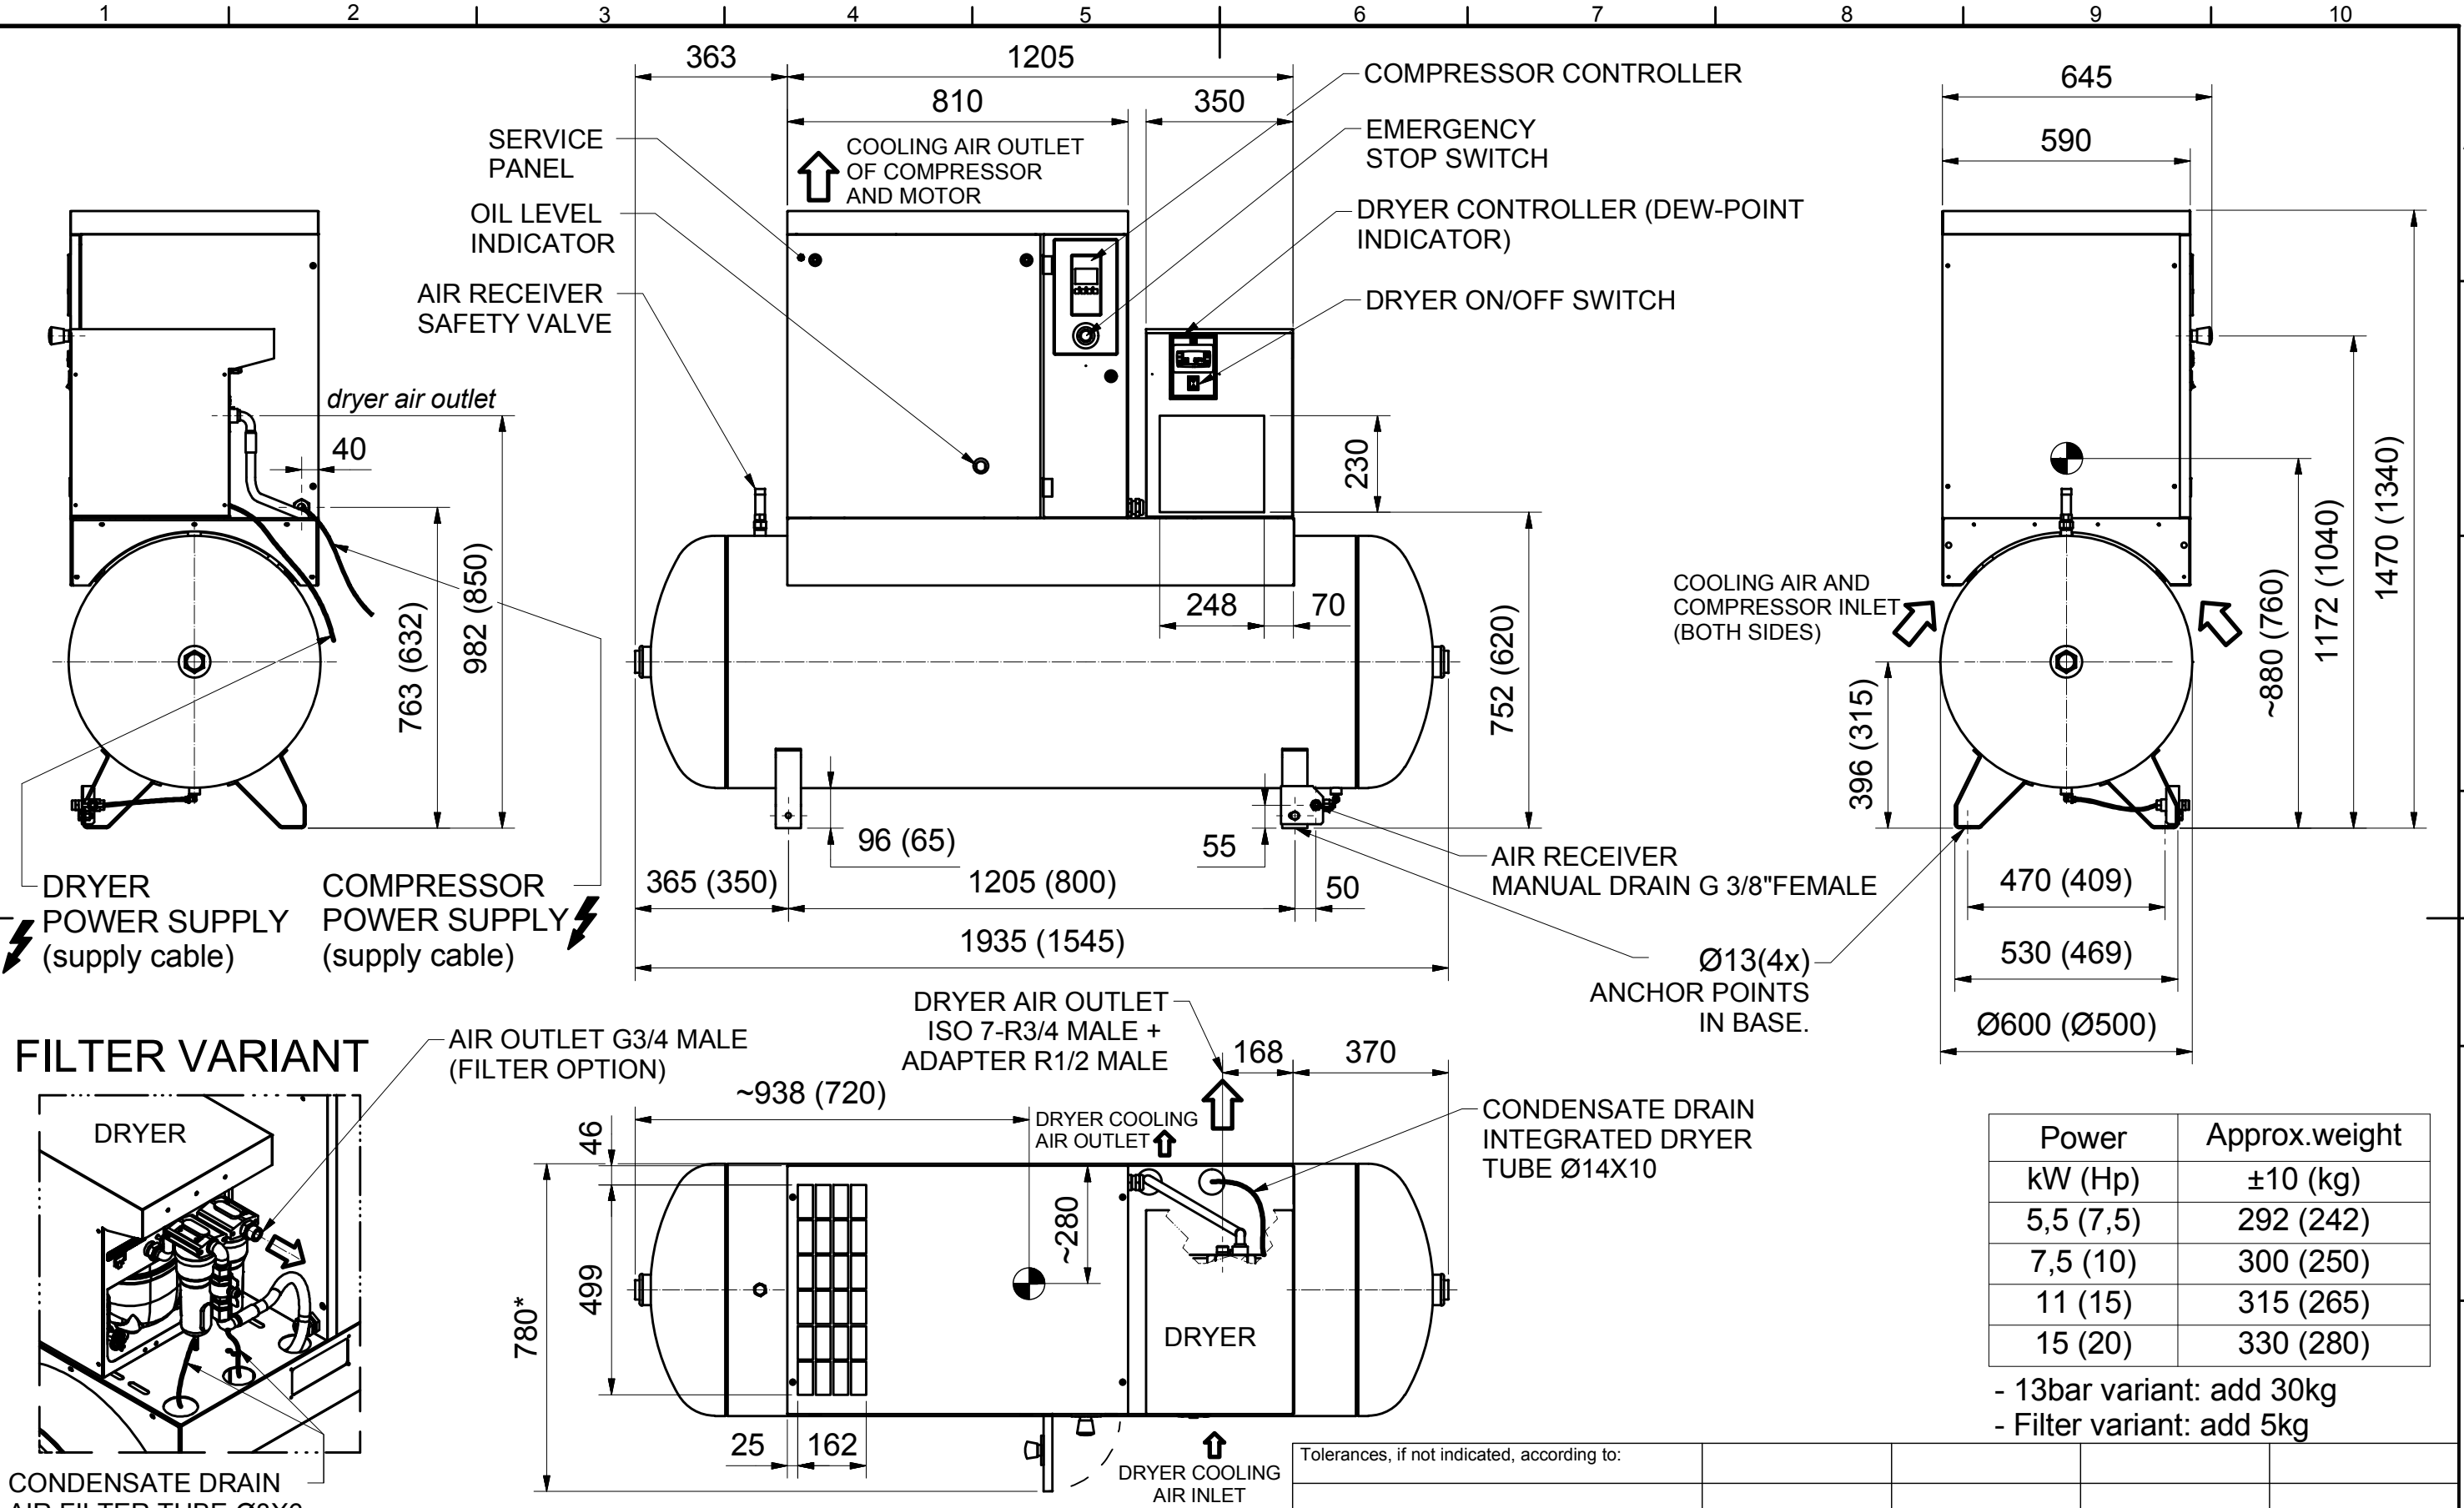 1 2 3 4 5 6 7 8 9 10
363
1205
810
350
COMPRESSOR CONTROLLER
EMERGENCY
STOP SWITCH
DRYER CONTROLLER (DEW-POINT
INDICATOR)
DRYER ON/OFF SWITCH
SERVICE
PANEL
OIL LEVEL
INDICATOR
AIR RECEIVER
SAFETY VALVE
COOLING AIR OUTLET
OF COMPRESSOR
AND MOTOR
645
590
dryer air outlet
40
763 (632)
982 (850)
230
248
70
752 (620)
COOLING AIR AND
COMPRESSOR INLET
(BOTH SIDES)
396 (315)
~880 (760)
1172 (1040)
1470 (1340)
96 (65)
55
365 (350)
1205 (800)
50
1935 (1545)
AIR RECEIVER
MANUAL DRAIN G 3/8"FEMALE
470 (409)
530 (469)
Ø600 (Ø500)
Ø13(4x)
ANCHOR POINTS
IN BASE.
DRYER
POWER SUPPLY
(supply cable)
COMPRESSOR
POWER SUPPLY
(supply cable)
FILTER VARIANT
DRYER
AIR OUTLET G3/4 MALE
(FILTER OPTION)
CONDENSATE DRAIN
DRYER AIR OUTLET
ISO 7-R3/4 MALE +
ADAPTER R1/2 MALE
168
370
~938 (720)
DRYER COOLING
AIR OUTLET
CONDENSATE DRAIN
INTEGRATED DRYER
TUBE Ø14X10
46
499
780*
~280
DRYER
25
162
DRYER COOLING
AIR INLET
Power Approx.weight
kW (Hp) ±10 (kg)
5,5 (7,5) 292 (242)
7,5 (10) 300 (250)
11 (15) 315 (265)
15 (20) 330 (280)
- 13bar variant: add 30kg
- Filter variant: add 5kg
Tolerances, if not indicated, according to: